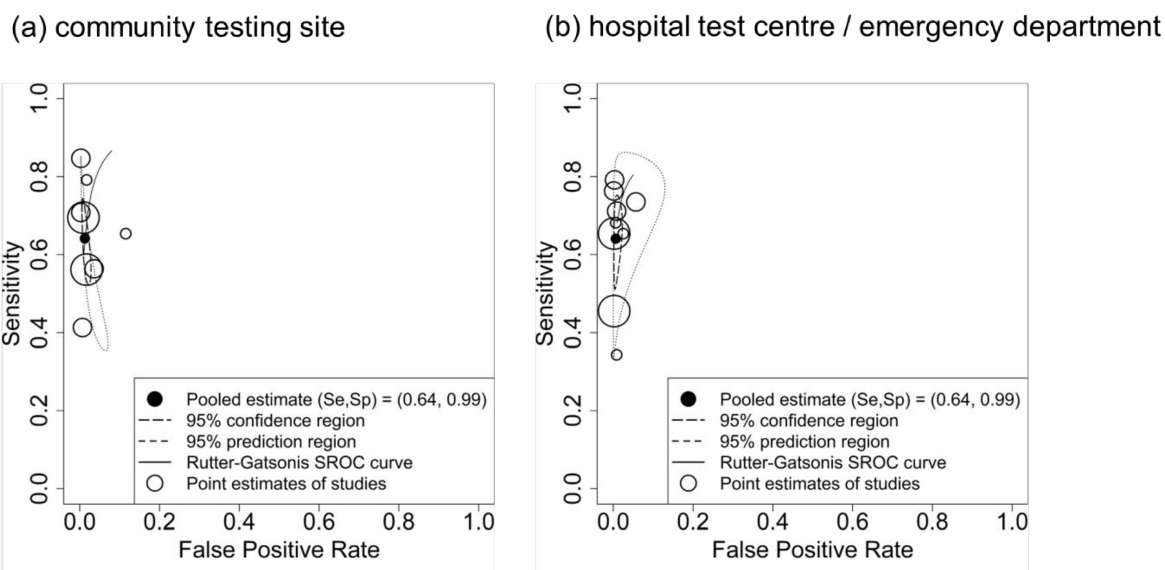 (a) community testing site
(b) hospital test centre / emergency department
Sensitivity
1.0
0.8
0.6
0.4
0.2
0.0
Pooled estimate (Se,Sp) = (0.64, 0.99)
95% confidence region
95% prediction region
Rutter-Gatsonis SROC curve
Point estimates of studies
0.0 0.2 0.4 0.6 0.8 1.0
False Positive Rate
Sensitivity
1.0
0.8
0.6
0.4
0.2
0.0
Pooled estimate (Se,Sp) = (0.64, 0.99)
95% confidence region
95% prediction region
Rutter-Gatsonis SROC curve
Point estimates of studies
0.0 0.2 0.4 0.6 0.8 1.0
False Positive Rate